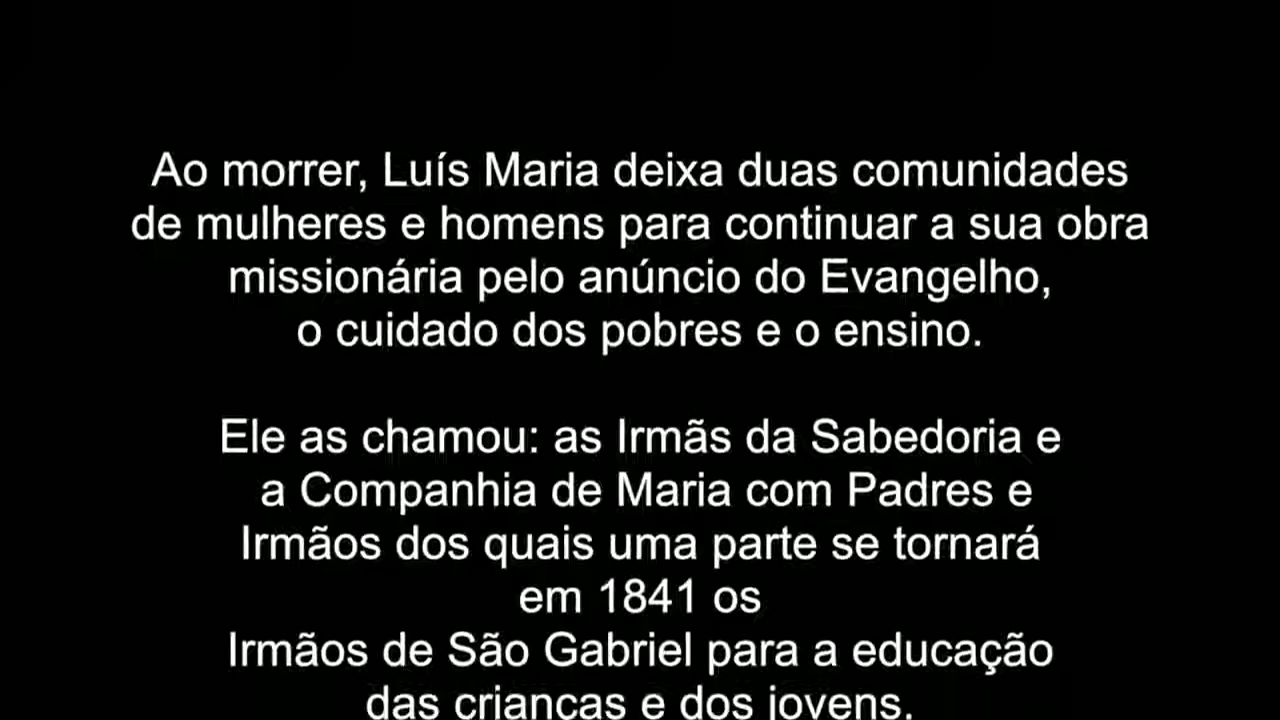 Ao morrer, Luís Maria deixa duas comunidades
de mulheres e homens para continuar a sua obra
missionária pelo anúncio do Evangelho,
o cuidado dos pobres e o ensino.
Ele as chamou: as Irmãs da Sabedoria e
a Companhia de Maria com Padres e
Irmãos dos quais uma parte se tornará
em 1841 os
Irmãos de São Gabriel para a educação
das crianças e dos jovens.